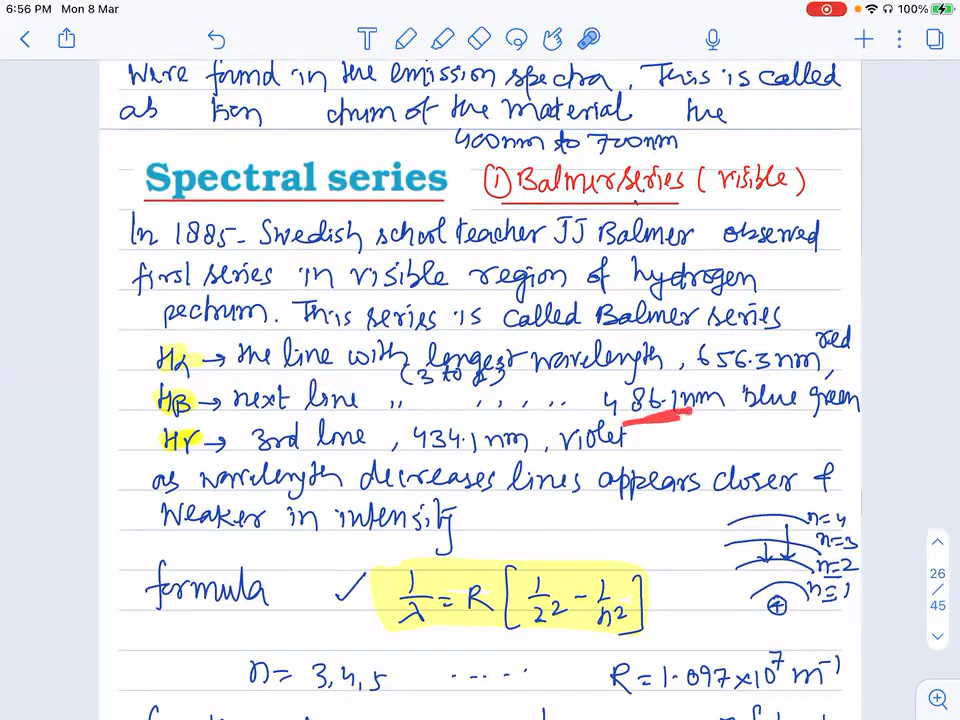 6:56 PM Mon 8 Mar 100%
Were found in the emission spectra. This is called
as chum of the material the
400nm to 700nm
Spectral series ① Balmer series (visible)
In 1885- Swedish school teacher JJ Balmer observed
first series in visible region of hydrogen
pectrum. This series is called Balmer series
Hα → the line with longest wavelength, 656.3nm, red
(3 to 2)
Hβ → next line ,, ,, ,, 486.1nm blue green
Hγ → 3rd line, 434.1nm, violet
as wavelength decreases lines appears closer &
Weaker in intensity
n=4
n=3
n=2
n=1
+
formula ✓ 1/λ = R [1/2² - 1/n²]
n= 3,4,5 ...... R=1.097x10⁷ m⁻¹
26
/
45